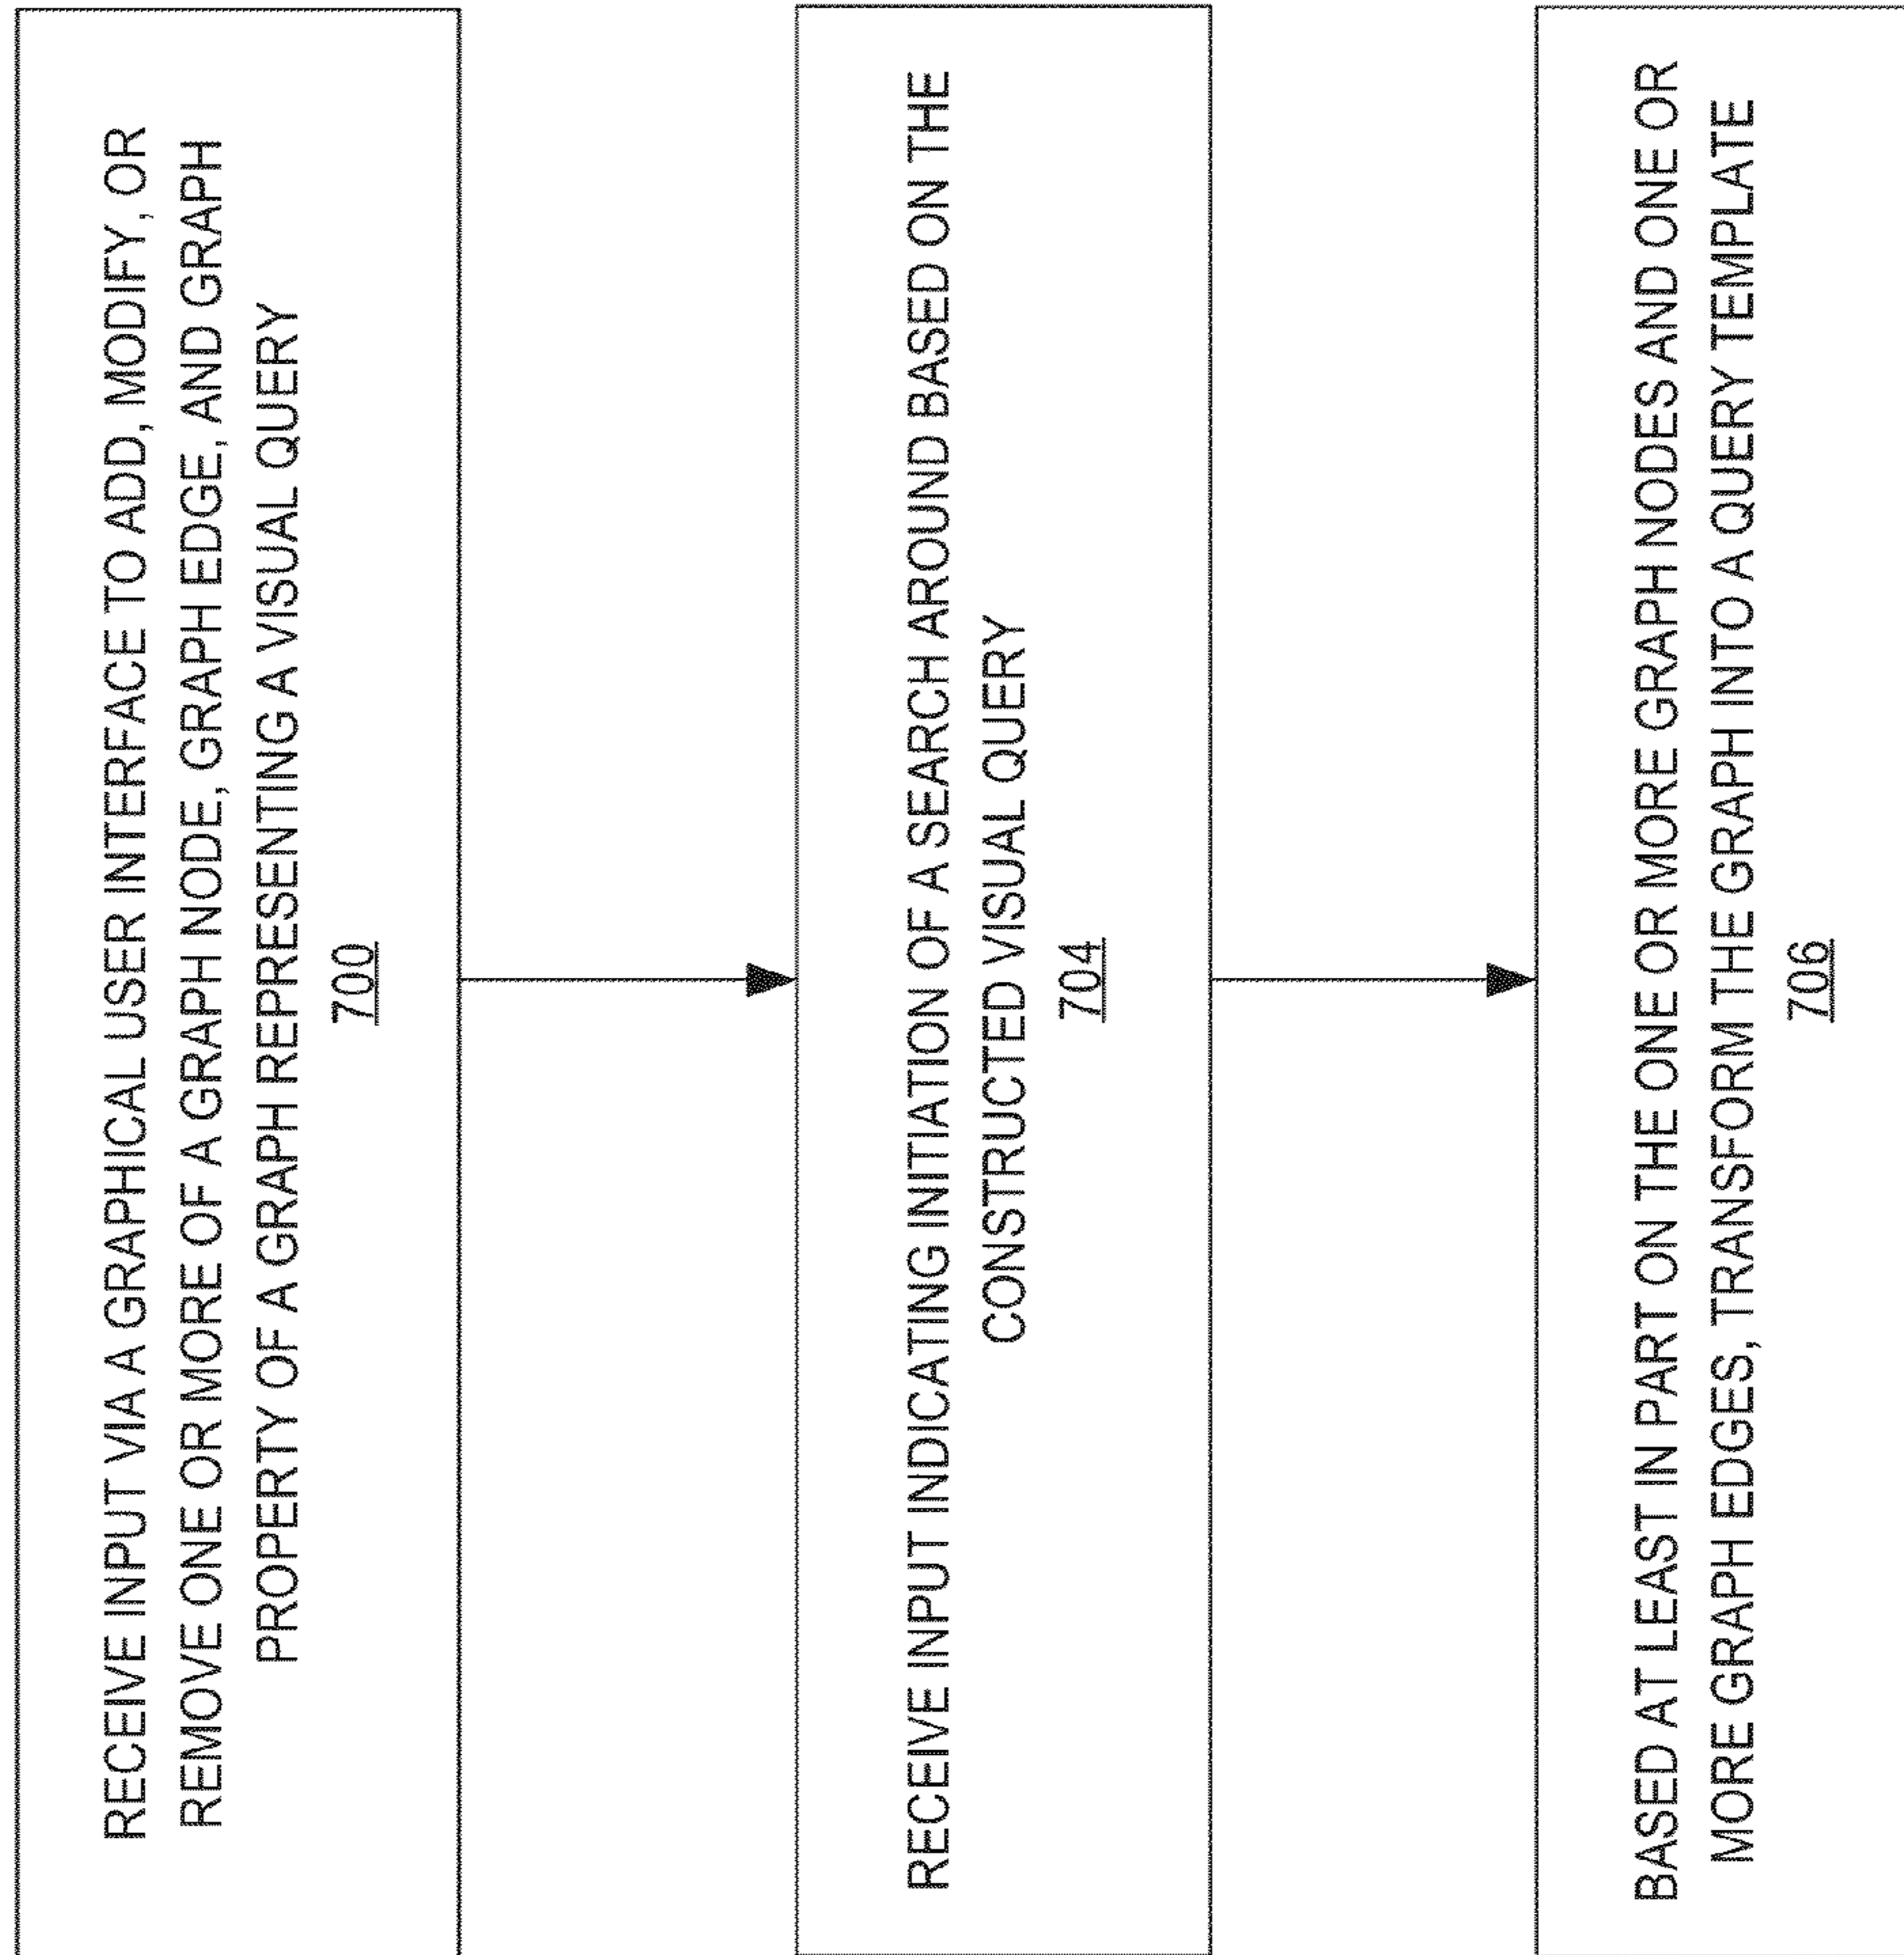 RECEIVE INPUT VIA A GRAPHICAL USER INTERFACE TO ADD, MODIFY, OR
REMOVE ONE OR MORE OF A GRAPH NODE, GRAPH EDGE, AND GRAPH
PROPERTY OF A GRAPH REPRESENTING A VISUAL QUERY
700
RECEIVE INPUT INDICATING INITIATION OF A SEARCH AROUND BASED ON THE
CONSTRUCTED VISUAL QUERY
704
BASED AT LEAST IN PART ON THE ONE OR MORE GRAPH NODES AND ONE OR
MORE GRAPH EDGES, TRANSFORM THE GRAPH INTO A QUERY TEMPLATE
706